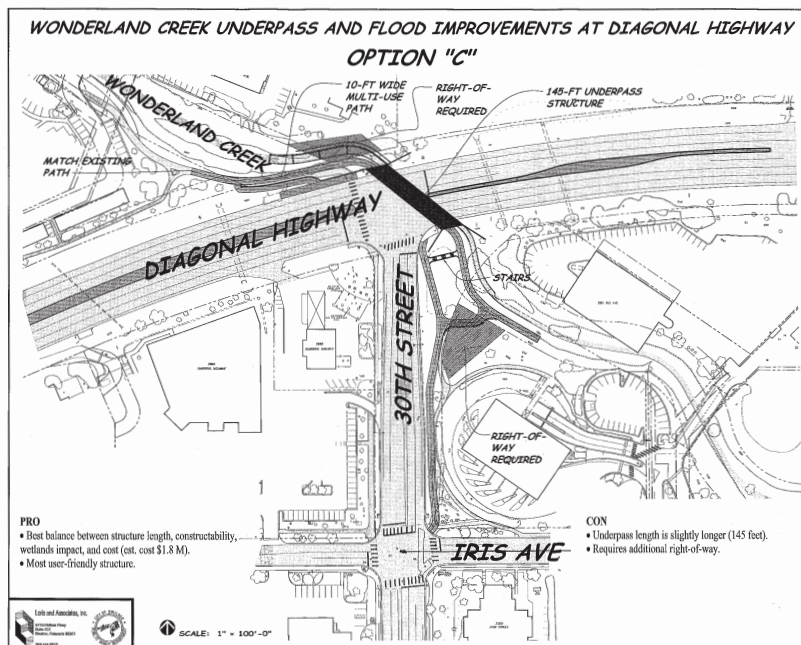 WONDERLAND CREEK UNDERPASS AND FLOOD IMPROVEMENTS AT DIAGONAL HIGHWAY
OPTION "C"
WONDERLAND CREEK
10-FT WIDE
MULTI-USE
PATH
RIGHT-OF-
WAY
REQUIRED
145-FT UNDERPASS
STRUCTURE
MATCH EXISTING
PATH
DIAGONAL HIGHWAY
STAIRS
30TH STREET
RIGHT-OF-
WAY
REQUIRED
IRIS AVE
PRO
• Best balance between structure length, constructability,
wetlands impact, and cost (est. cost $1.8 M).
• Most user-friendly structure.
CON
• Underpass length is slightly longer (145 feet).
• Requires additional right-of-way.
Loris and Associates, inc.
SCALE: 1" = 100'-0"